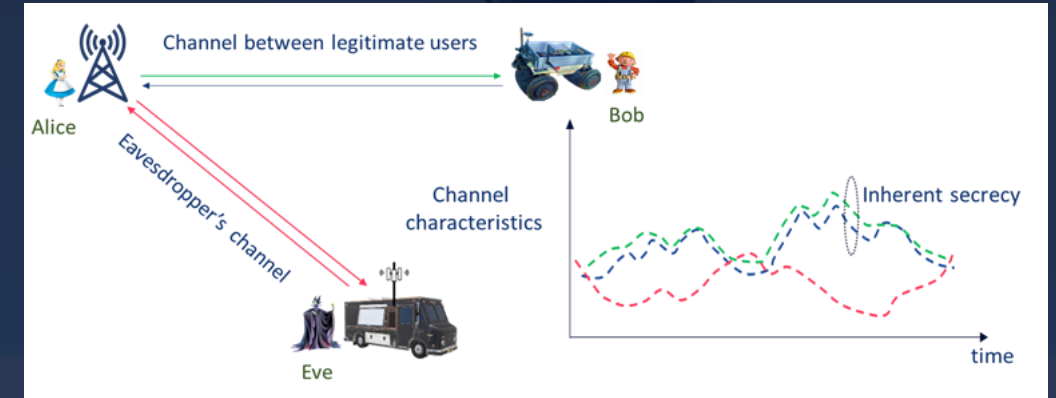 Channel between legitimate users
Alice
Bob
Eavesdropper's channel
Channel
characteristics
Inherent secrecy
Eve
time